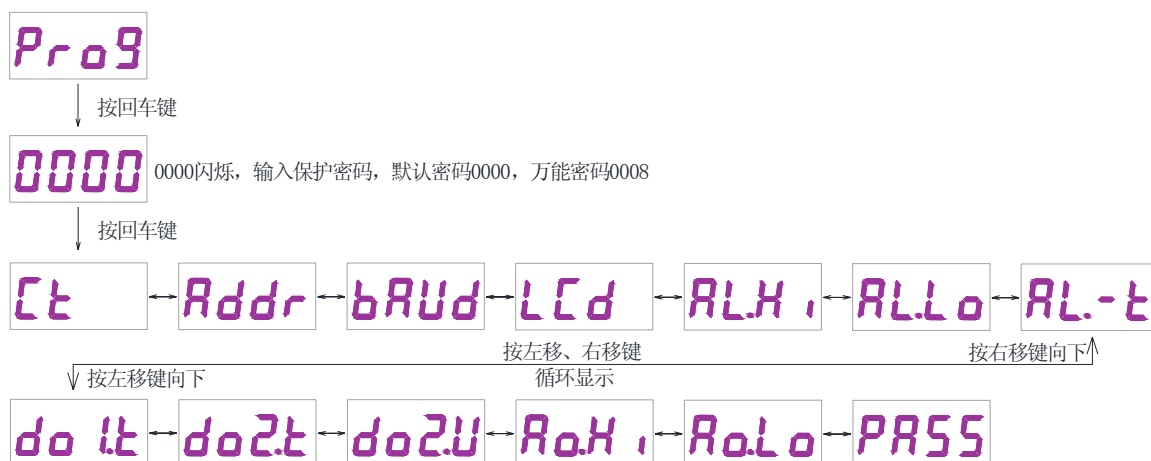 Prog
按回车键
0000
0000闪烁，输入保护密码，默认密码0000，万能密码0008
按回车键
Ct Addr bAUd LCd AL.Hi AL.Lo AL.-t
按左移、右移键
按右移键向下
按左移键向下
循环显示
do1.t do2.t do2.U Ao.Hi Ao.Lo PASS